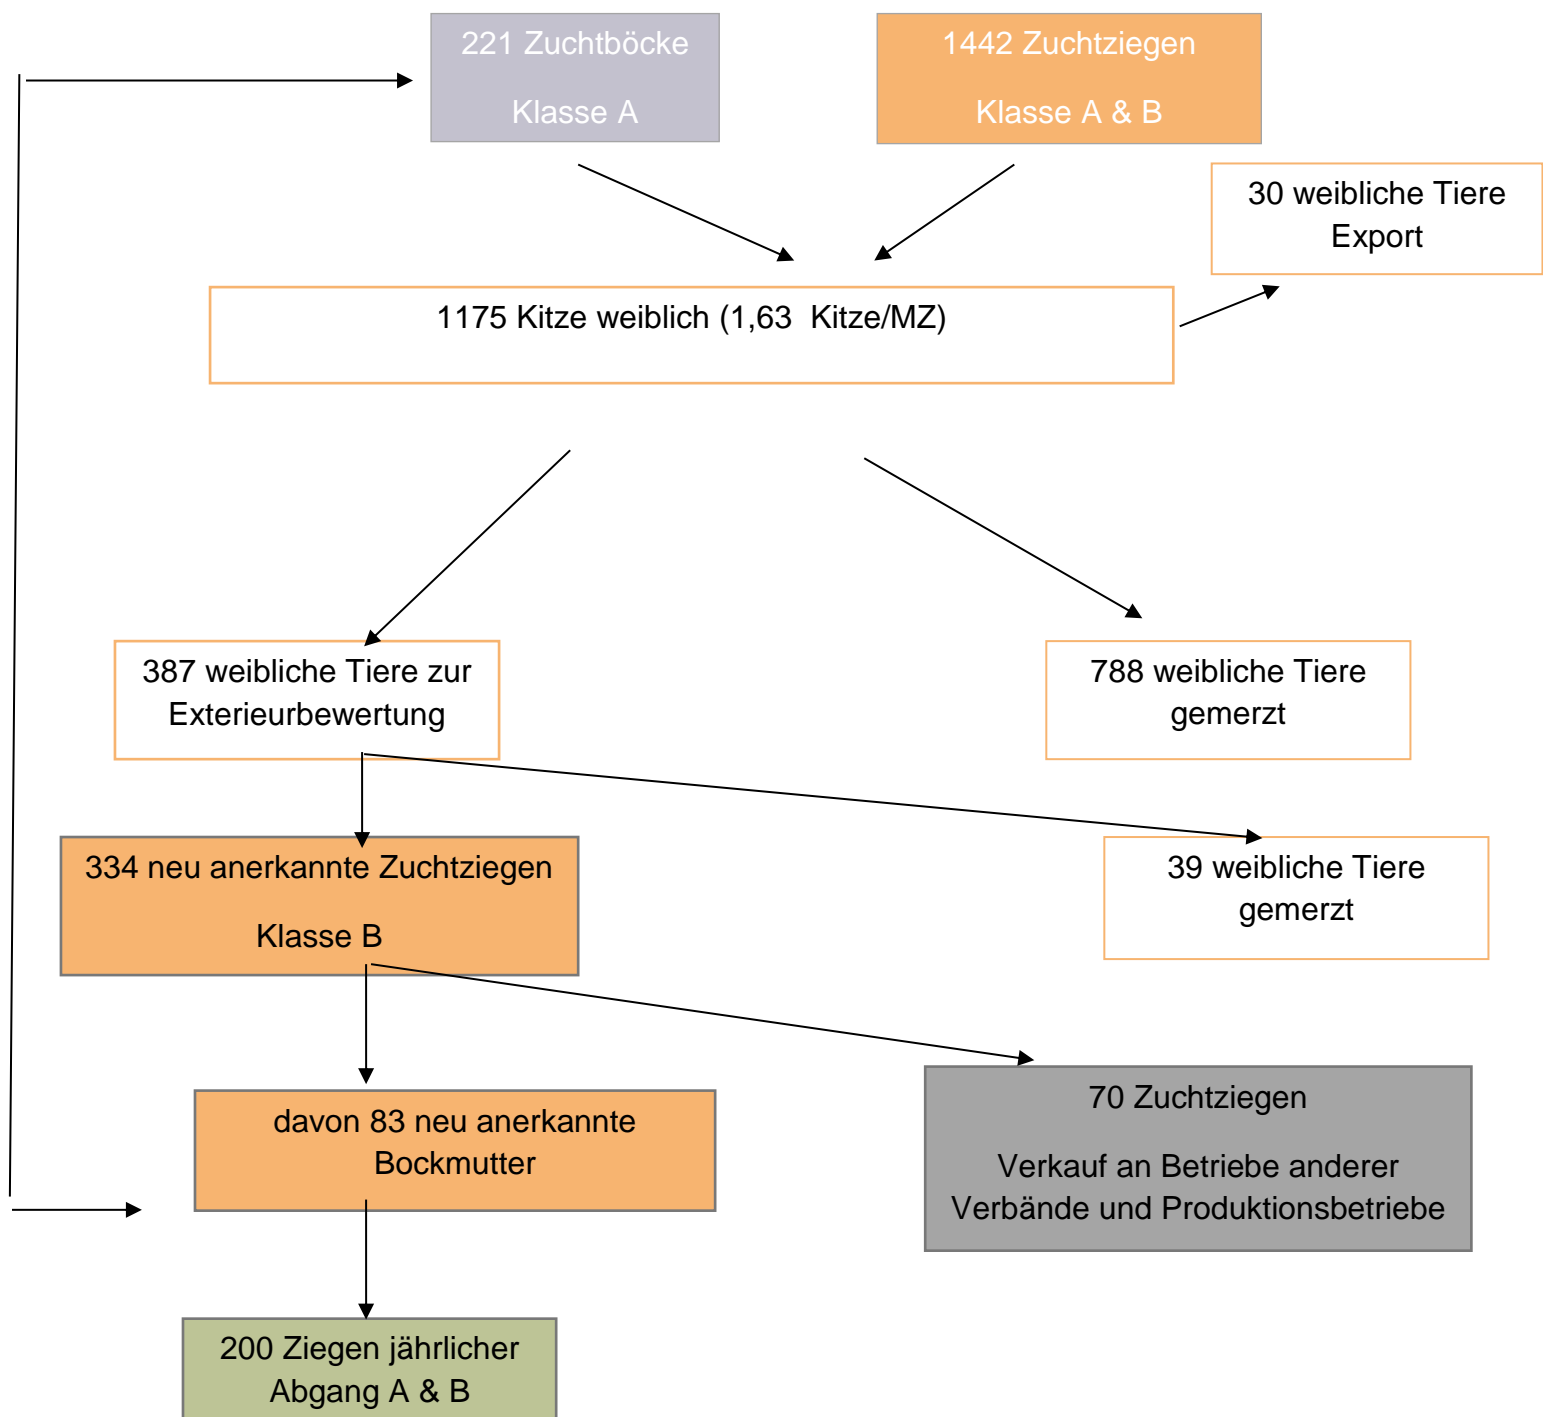 221 Zuchtböcke
Klasse A
1442 Zuchtziegen
Klasse A & B
30 weibliche Tiere
Export
1175 Kitze weiblich (1,63 Kitze/MZ)
387 weibliche Tiere zur
Exterieurbewertung
788 weibliche Tiere
gemerzt
334 neu anerkannte Zuchtziegen
Klasse B
39 weibliche Tiere
gemerzt
davon 83 neu anerkannte
Bockmutter
70 Zuchtziegen
Verkauf an Betriebe anderer
Verbände und Produktionsbetriebe
200 Ziegen jährlicher
Abgang A & B